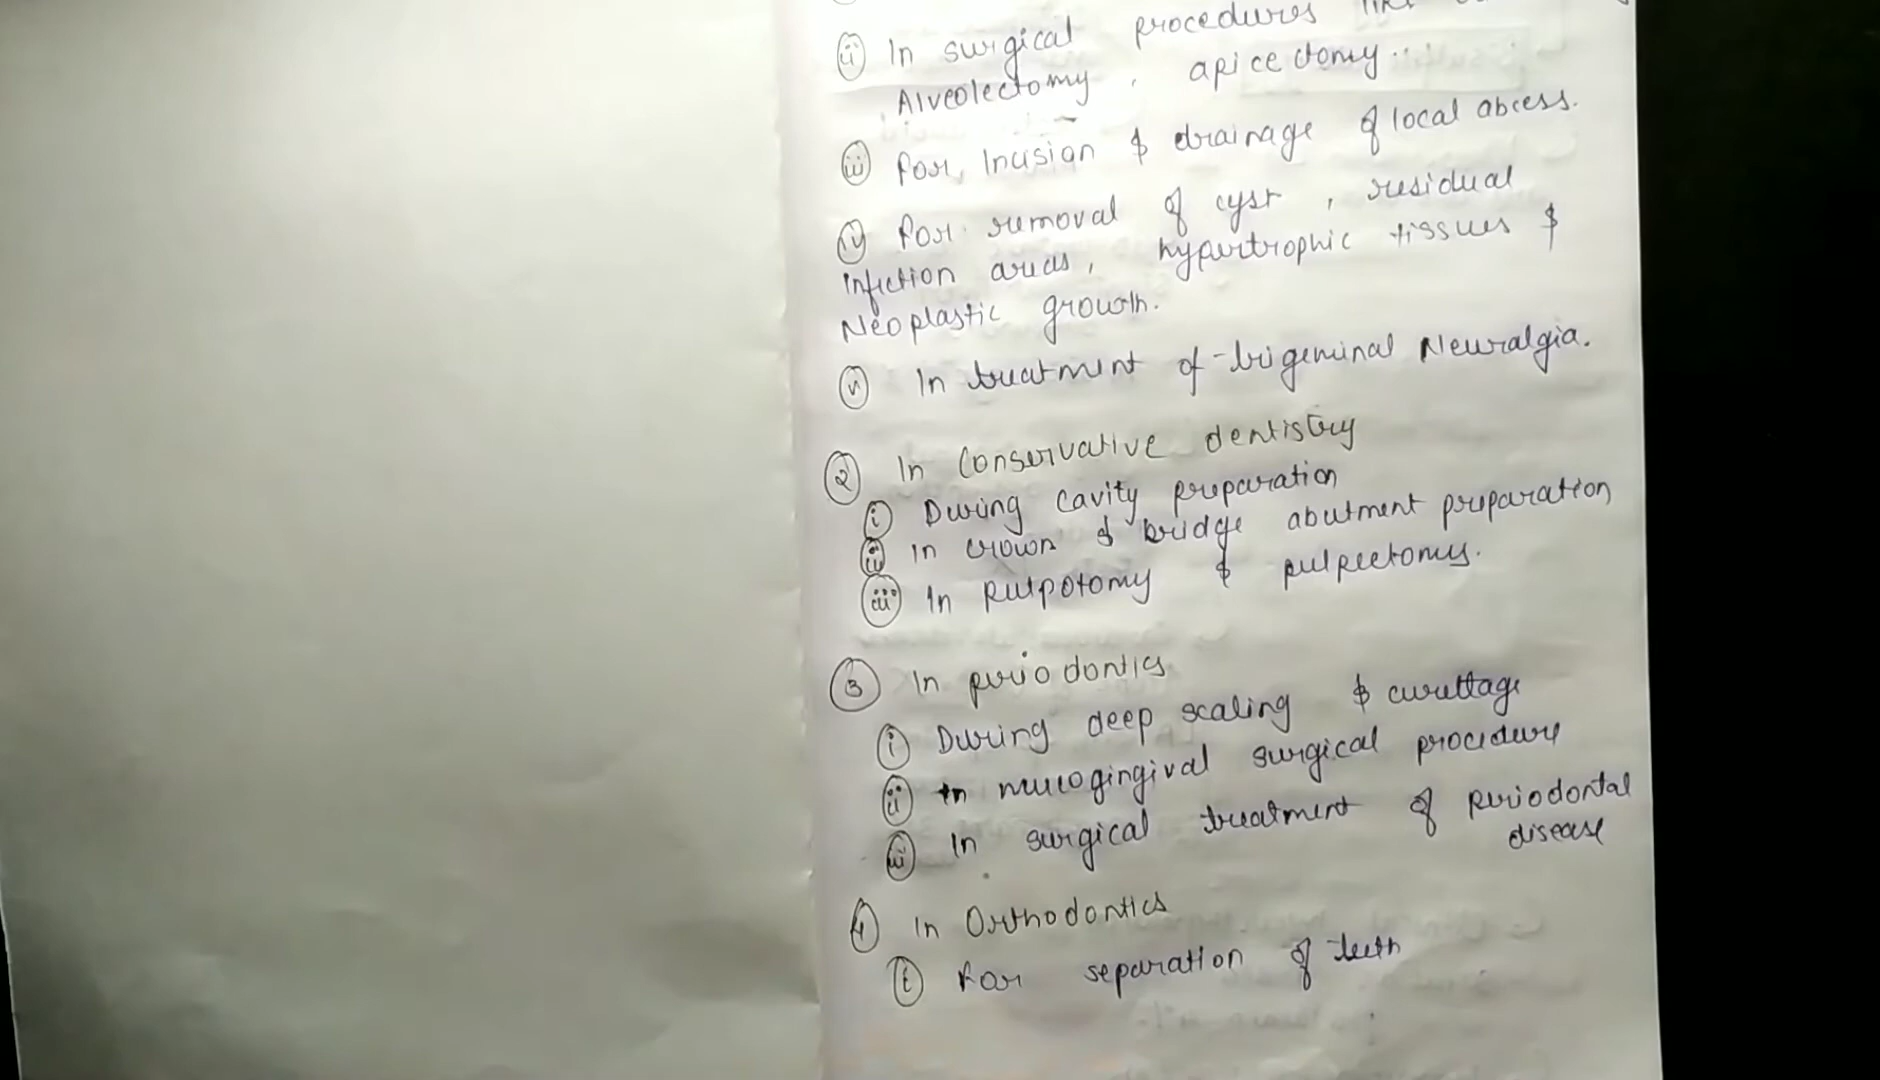 ii In surgical procedures like
Alveolectomy, apicectomy.
iii for, Incision & drainage of local abcess.
iv for removal of cyst, residual
infection areas, hypertrophic tissues &
Neoplastic growth.
v In treatment of trigeminal Neuralgia.
2 In Conservative dentistry
i During cavity preparation
ii In crown & bridge abutment preparation
iii In Pulpotomy & pulpectomy.
3 In periodontics
i During deep scaling & curettage
ii In mucogingival surgical procedure
iii In surgical treatment of periodontal
disease
4 In Orthodontics
i For separation of teeth